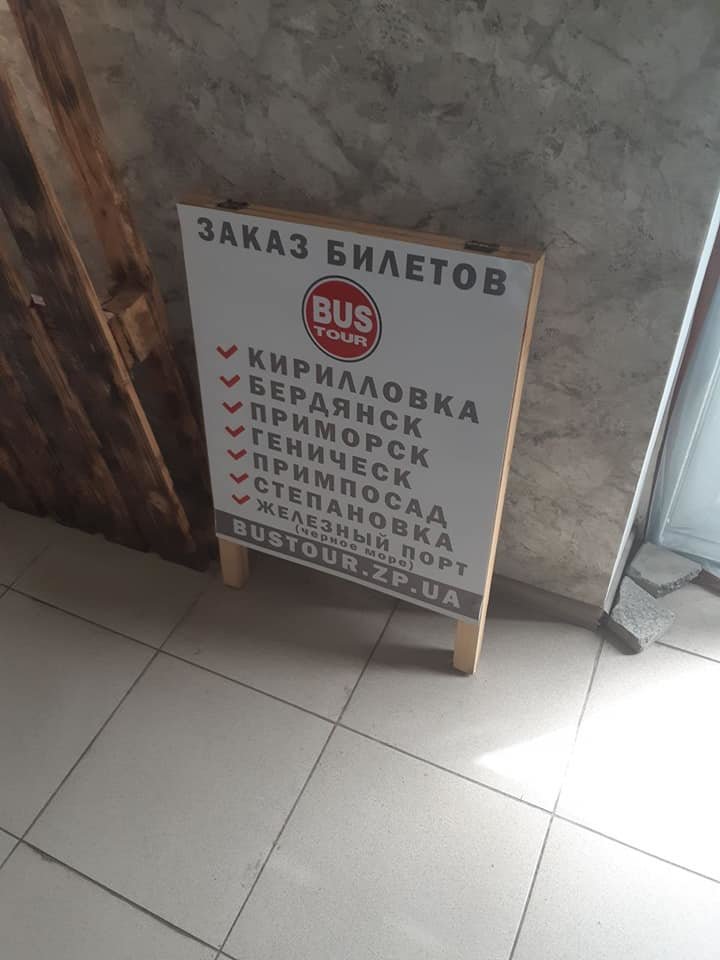 ЗАКАЗ БИЛЕТОВ
BUS
TOUR
КИРИЛЛОВКА
БЕРДЯНСК
ПРИМОРСК
ГЕНИЧЕСК
ПРИМПОСАД
СТЕПАНОВКА
ЖЕЛЕЗНЫЙ ПОРТ
(черное море)
BUSTOUR.ZP.UA